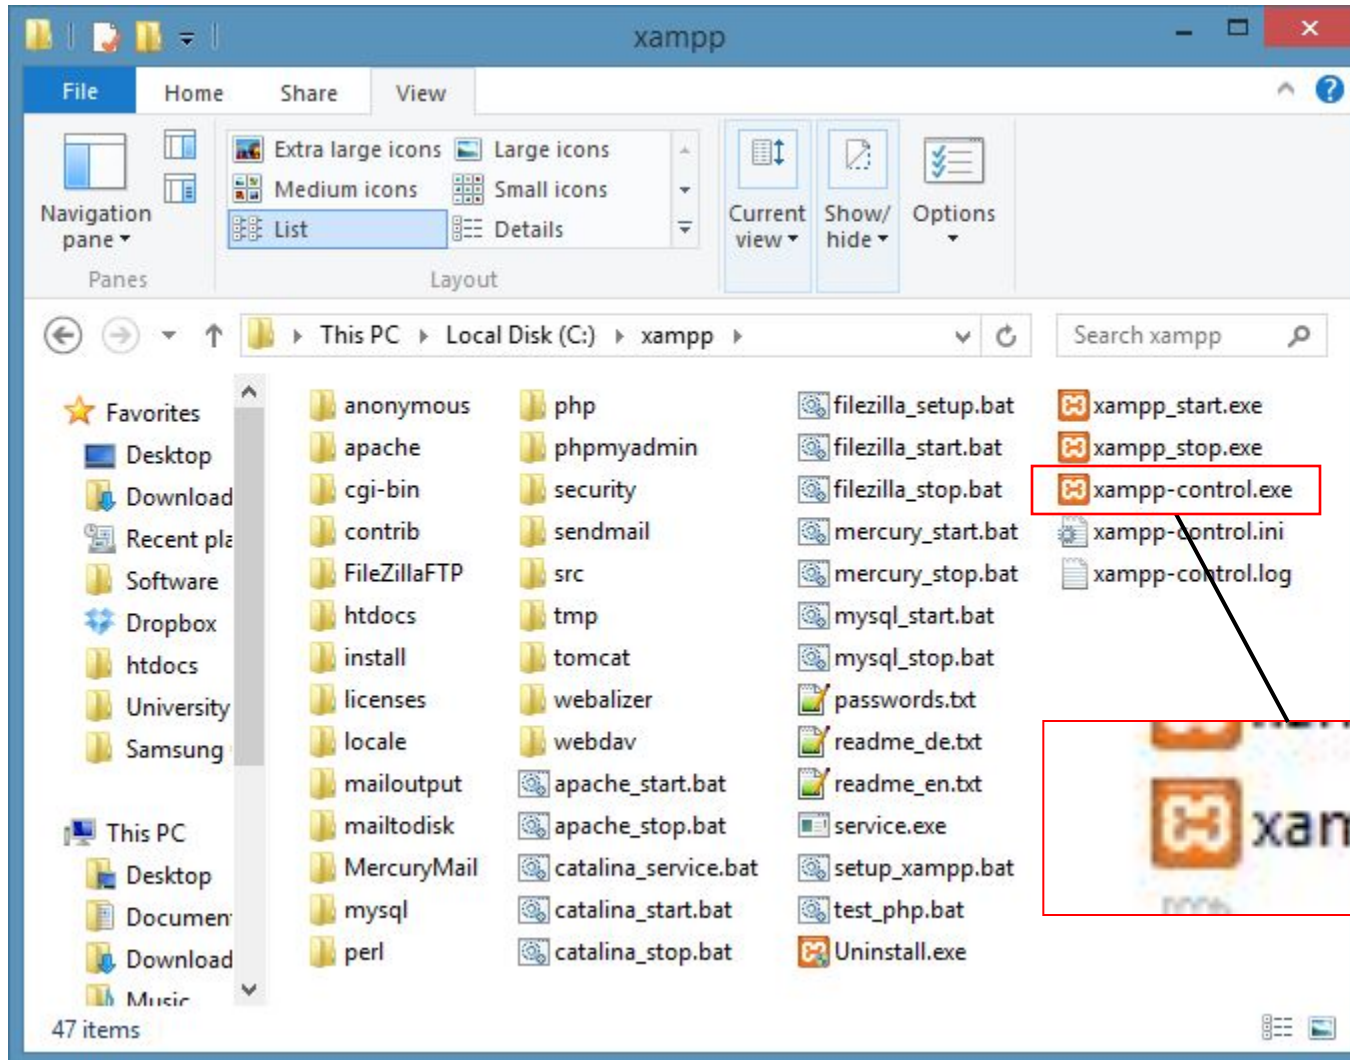 xampp
File Home Share View
Extra large icons Large icons
Medium icons Small icons
List Details
Navigation pane
Current view
Show/ hide
Options
Panes
Layout
This PC Local Disk (C:) xampp
Search xampp
Favorites
Desktop
Download
Recent pla
Software
Dropbox
htdocs
University
Samsung
This PC
Desktop
Documen
Download
Music
anonymous
apache
cgi-bin
contrib
FileZillaFTP
htdocs
install
licenses
locale
mailoutput
mailtodisk
MercuryMail
mysql
perl
php
phpmyadmin
security
sendmail
src
tmp
tomcat
webalizer
webdav
apache_start.bat
apache_stop.bat
catalina_service.bat
catalina_start.bat
catalina_stop.bat
filezilla_setup.bat
filezilla_start.bat
filezilla_stop.bat
mercury_start.bat
mercury_stop.bat
mysql_start.bat
mysql_stop.bat
passwords.txt
readme_de.txt
readme_en.txt
service.exe
setup_xampp.bat
test_php.bat
Uninstall.exe
xampp_start.exe
xampp_stop.exe
xampp-control.exe
xampp-control.ini
xampp-control.log
xam
47 items